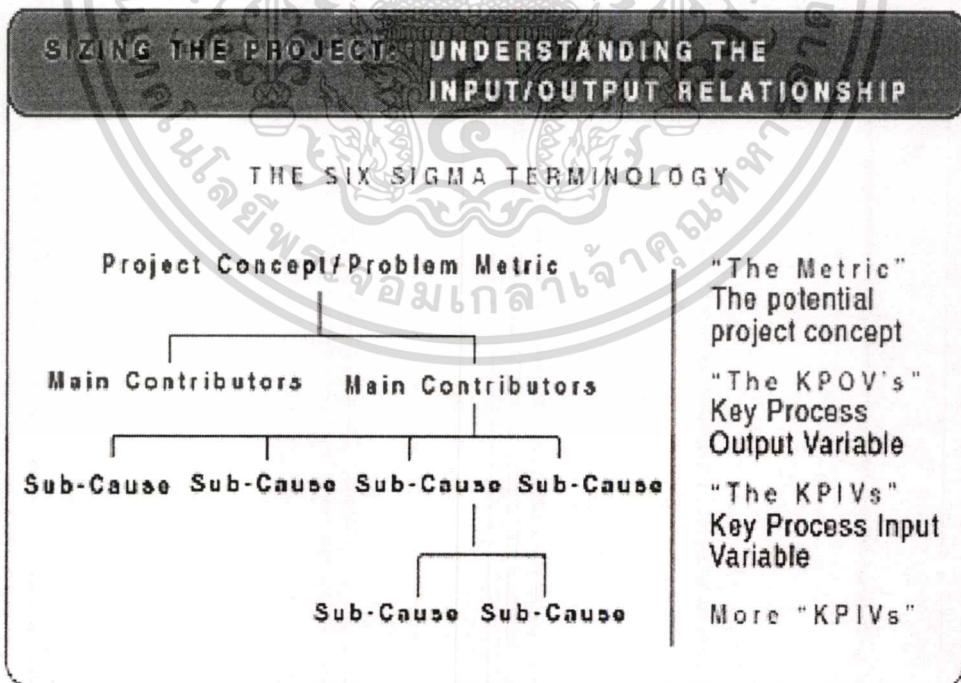 SIZING THE PROJECT: UNDERSTANDING THE
INPUT/OUTPUT RELATIONSHIP
THE SIX SIGMA TERMINOLOGY
Project Concept/Problem Metric
Main Contributors Main Contributors
Sub-Cause Sub-Cause Sub-Cause Sub-Cause
Sub-Cause Sub-Cause
"The Metric"
The potential
project concept
"The KPOV's"
Key Process
Output Variable
"The KPIVs"
Key Process Input
Variable
More "KPIVs"